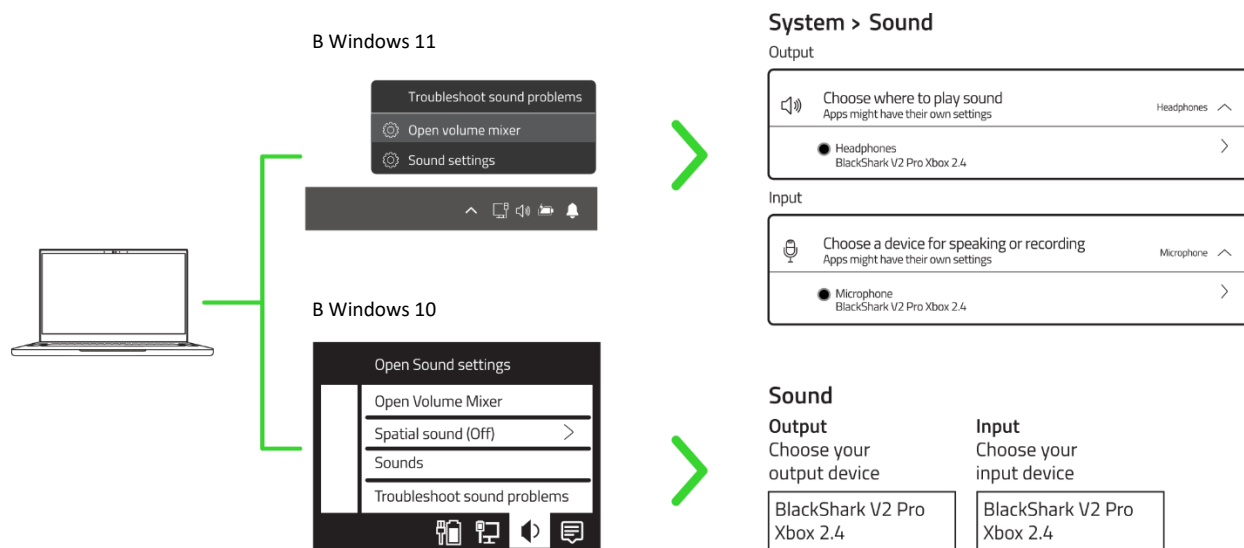 В Windows 11
Troubleshoot sound problems
Open volume mixer
Sound settings
System > Sound
Output
Choose where to play sound
Apps might have their own settings
Headphones
Headphones
BlackShark V2 Pro Xbox 2.4
Input
Choose a device for speaking or recording
Apps might have their own settings
Microphone
Microphone
BlackShark V2 Pro Xbox 2.4
В Windows 10
Open Sound settings
Open Volume Mixer
Spatial sound (Off)
Sounds
Troubleshoot sound problems
Sound
Output
Choose your
output device
BlackShark V2 Pro
Xbox 2.4
Input
Choose your
input device
BlackShark V2 Pro
Xbox 2.4